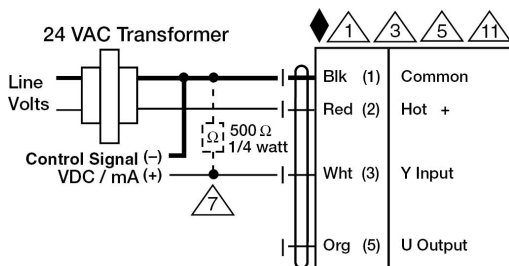 1 3 5 11
24 VAC Transformer
Line
Volts
Blk (1) Common
Red (2) Hot +
Ω 500 Ω
1/4 watt
Control Signal (–)
VDC / mA (+)
Wht (3) Y Input
7
Org (5) U Output